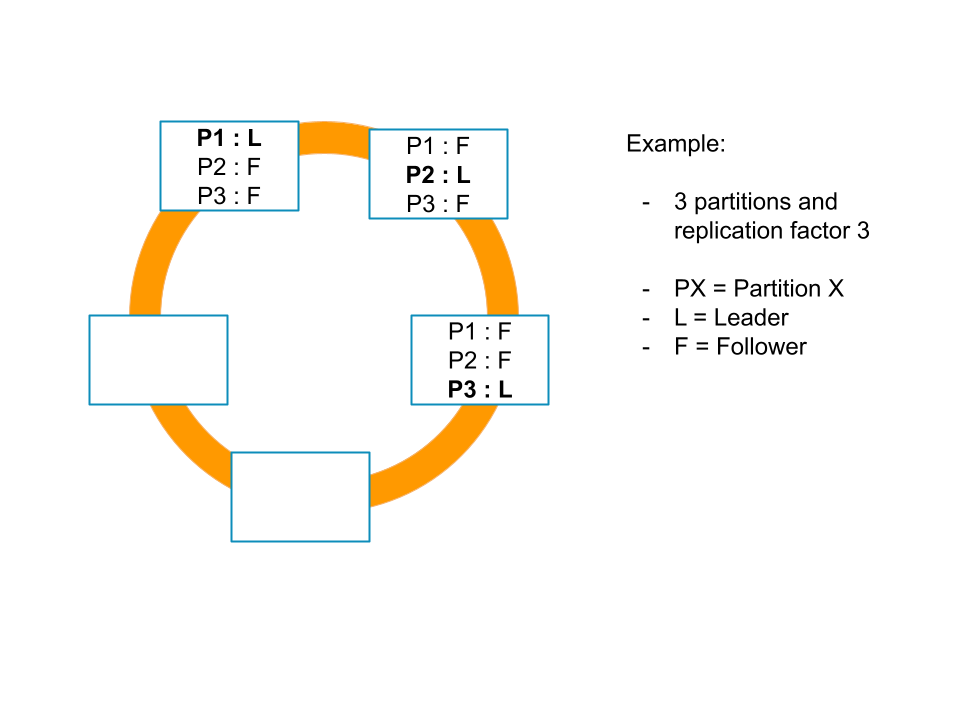 P1 : L
P2 : F
P3 : F
P1 : F
P2 : L
P3 : F
P1 : F
P2 : F
P3 : L
Example:
- 3 partitions and
replication factor 3
- PX = Partition X
- L = Leader
- F = Follower